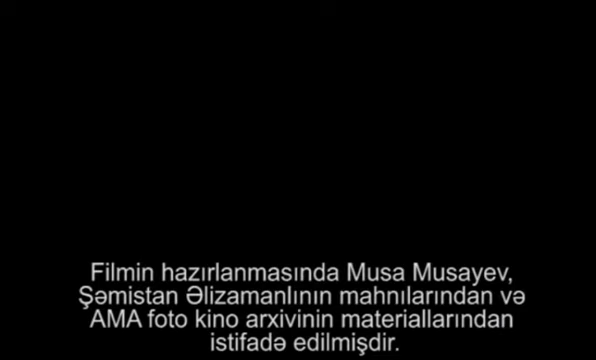 Filmin hazırlanmasında Musa Musayev,
Şəmistan Əlizamanlının mahnılarından və
AMA foto kino arxivinin materiallarından
istifadə edilmişdir.